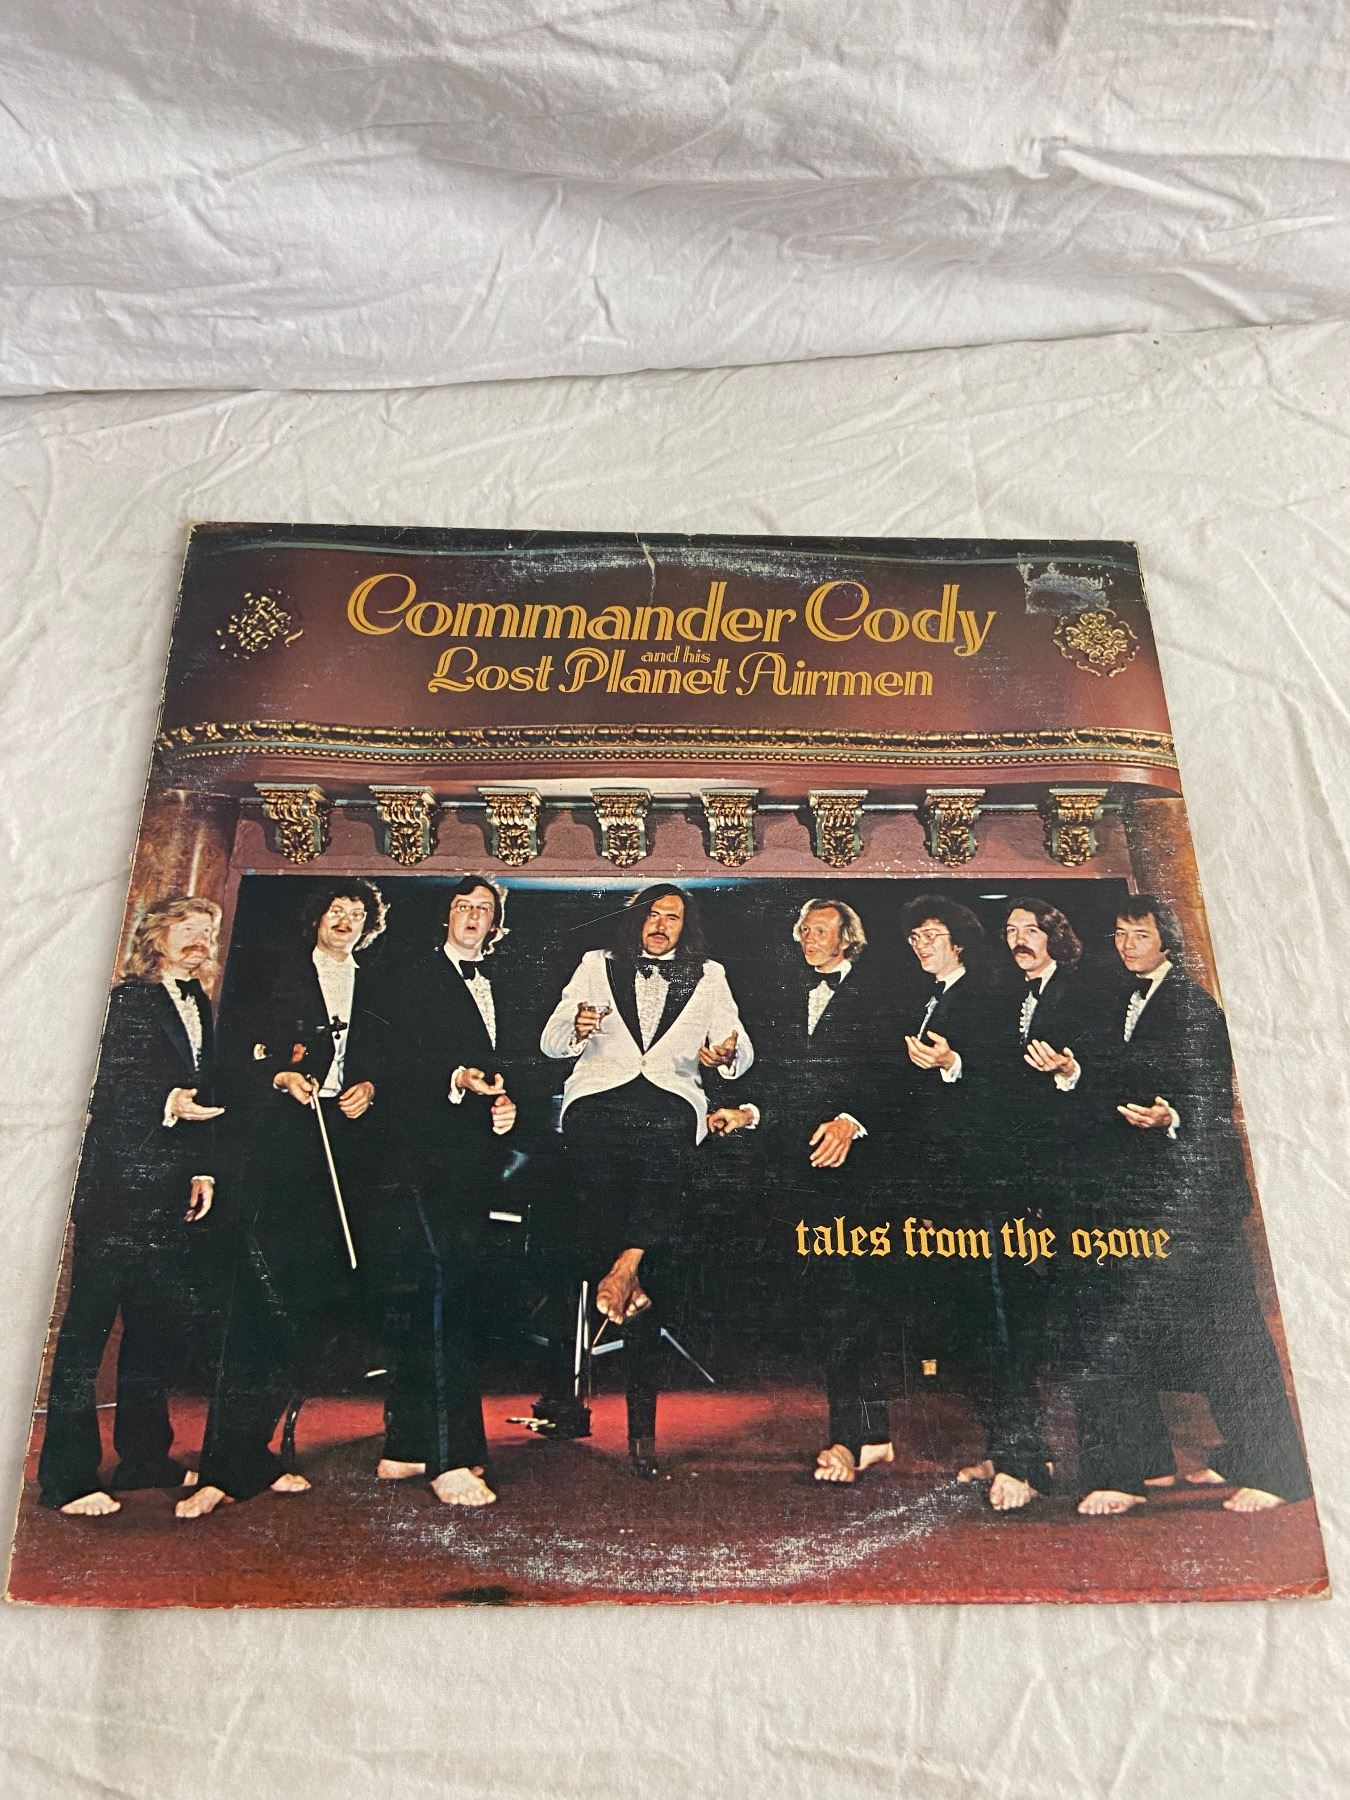 Commander Cody
and his
Lost Planet Airmen
tales from the ozone